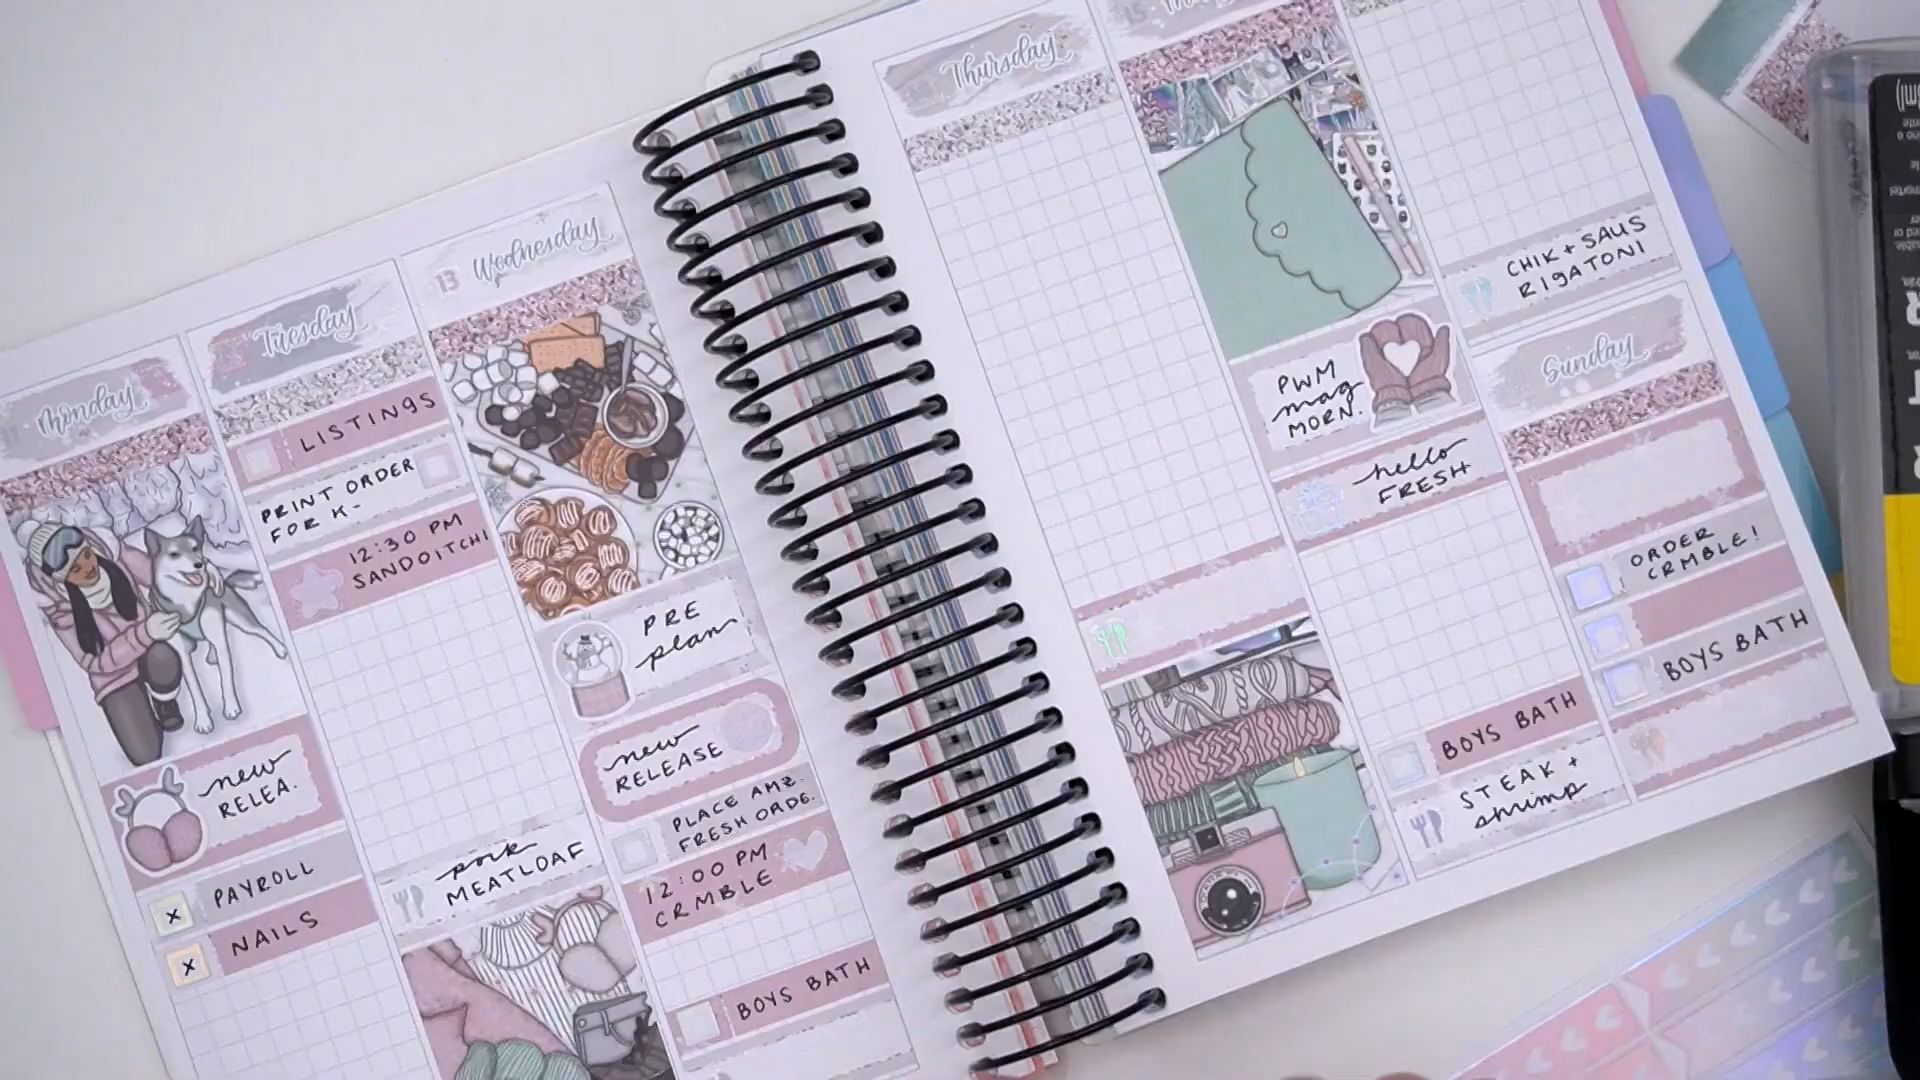 Monday
new
RELEA.
PAYROLL
x
NAILS
x
Tuesday
LISTINGS
PRINT ORDER
FOR K-
12:30 PM
SANDOITCHI
pork
MEATLOAF
13 Wednesday
PRE
plan
new
RELEASE
PLACE AMZ.
FRESH ORDE.
12:00 PM
CRMBLE
BOYS BATH
Thursday
15
PWM
mag
MORN.
hello
FRESH
BOYS BATH
STEAK +
shrimp
CHIK + SAUS
RIGATONI
Sunday
ORDER
CRMBLE!
BOYS BATH